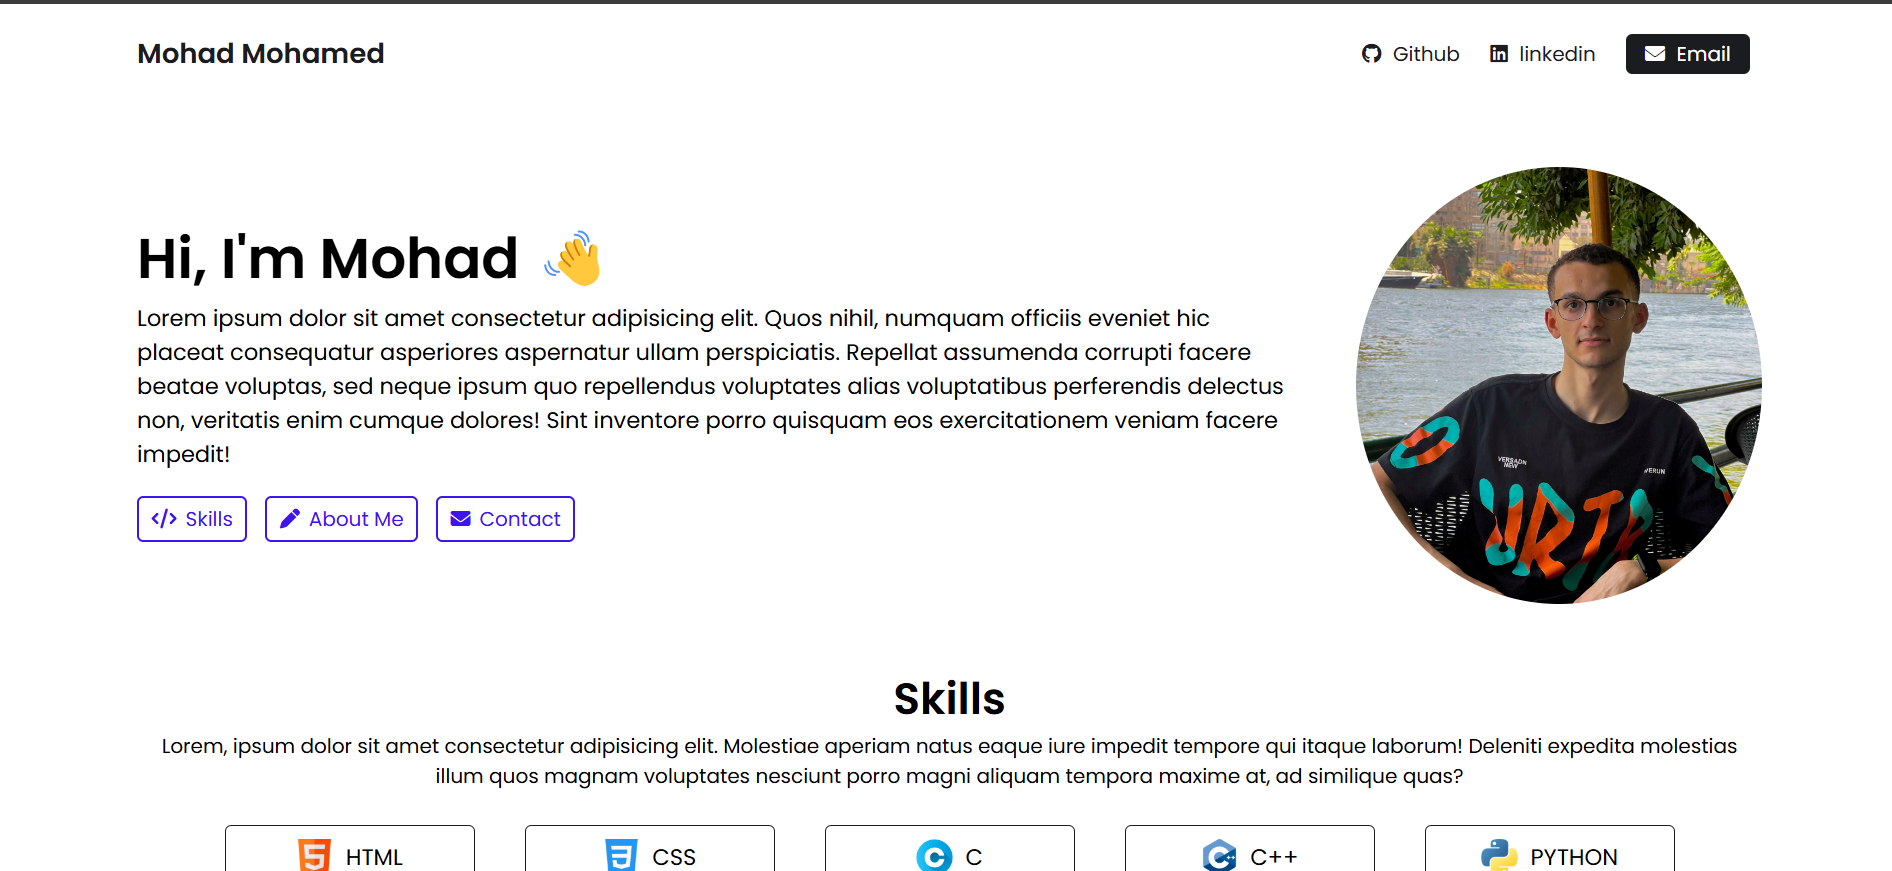 Mohad Mohamed
Github
linkedin
Email
Hi, I'm Mohad
Lorem ipsum dolor sit amet consectetur adipisicing elit. Quos nihil, numquam officiis eveniet hic
placeat consequatur asperiores aspernatur ullam perspiciatis. Repellat assumenda corrupti facere
beatae voluptas, sed neque ipsum quo repellendus voluptates alias voluptatibus perferendis delectus
non, veritatis enim cumque dolores! Sint inventore porro quisquam eos exercitationem veniam facere
impedit!
</> Skills
About Me
Contact
VERSADN
NEW
WERUN
URTB
Skills
Lorem, ipsum dolor sit amet consectetur adipisicing elit. Molestiae aperiam natus eaque iure impedit tempore qui itaque laborum! Deleniti expedita molestias
illum quos magnam voluptates nesciunt porro magni aliquam tempora maxime at, ad similique quas?
HTML
CSS
C
C++
PYTHON